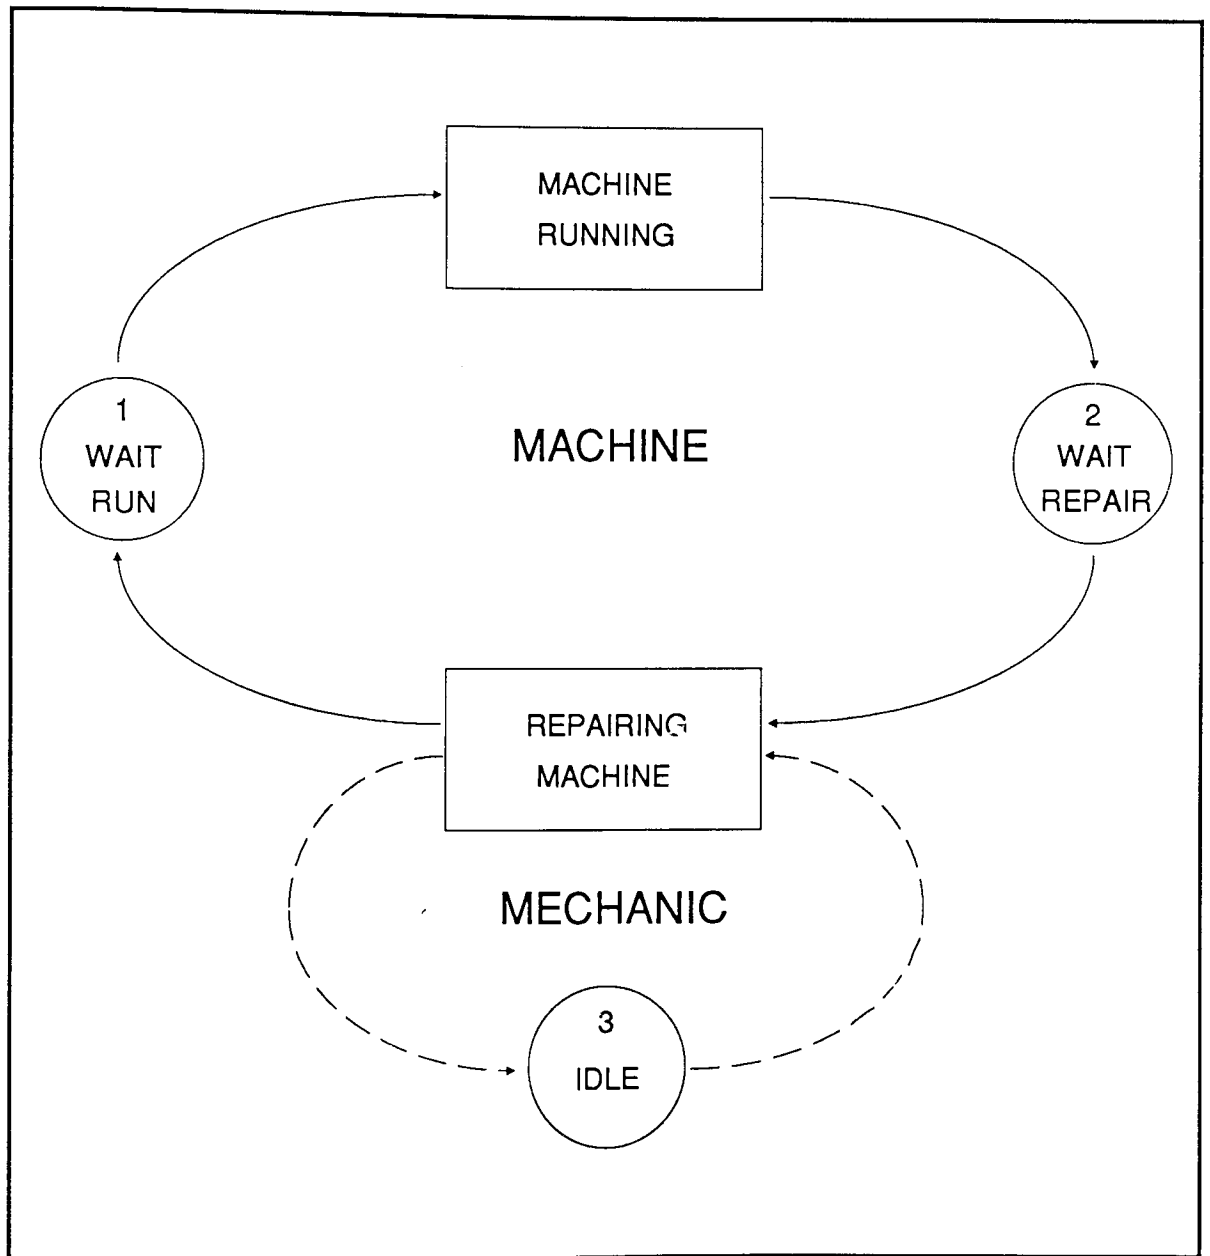 MACHINE
RUNNING
1
WAIT
RUN
MACHINE
2
WAIT
REPAIR
REPAIRING
MACHINE
MECHANIC
3
IDLE